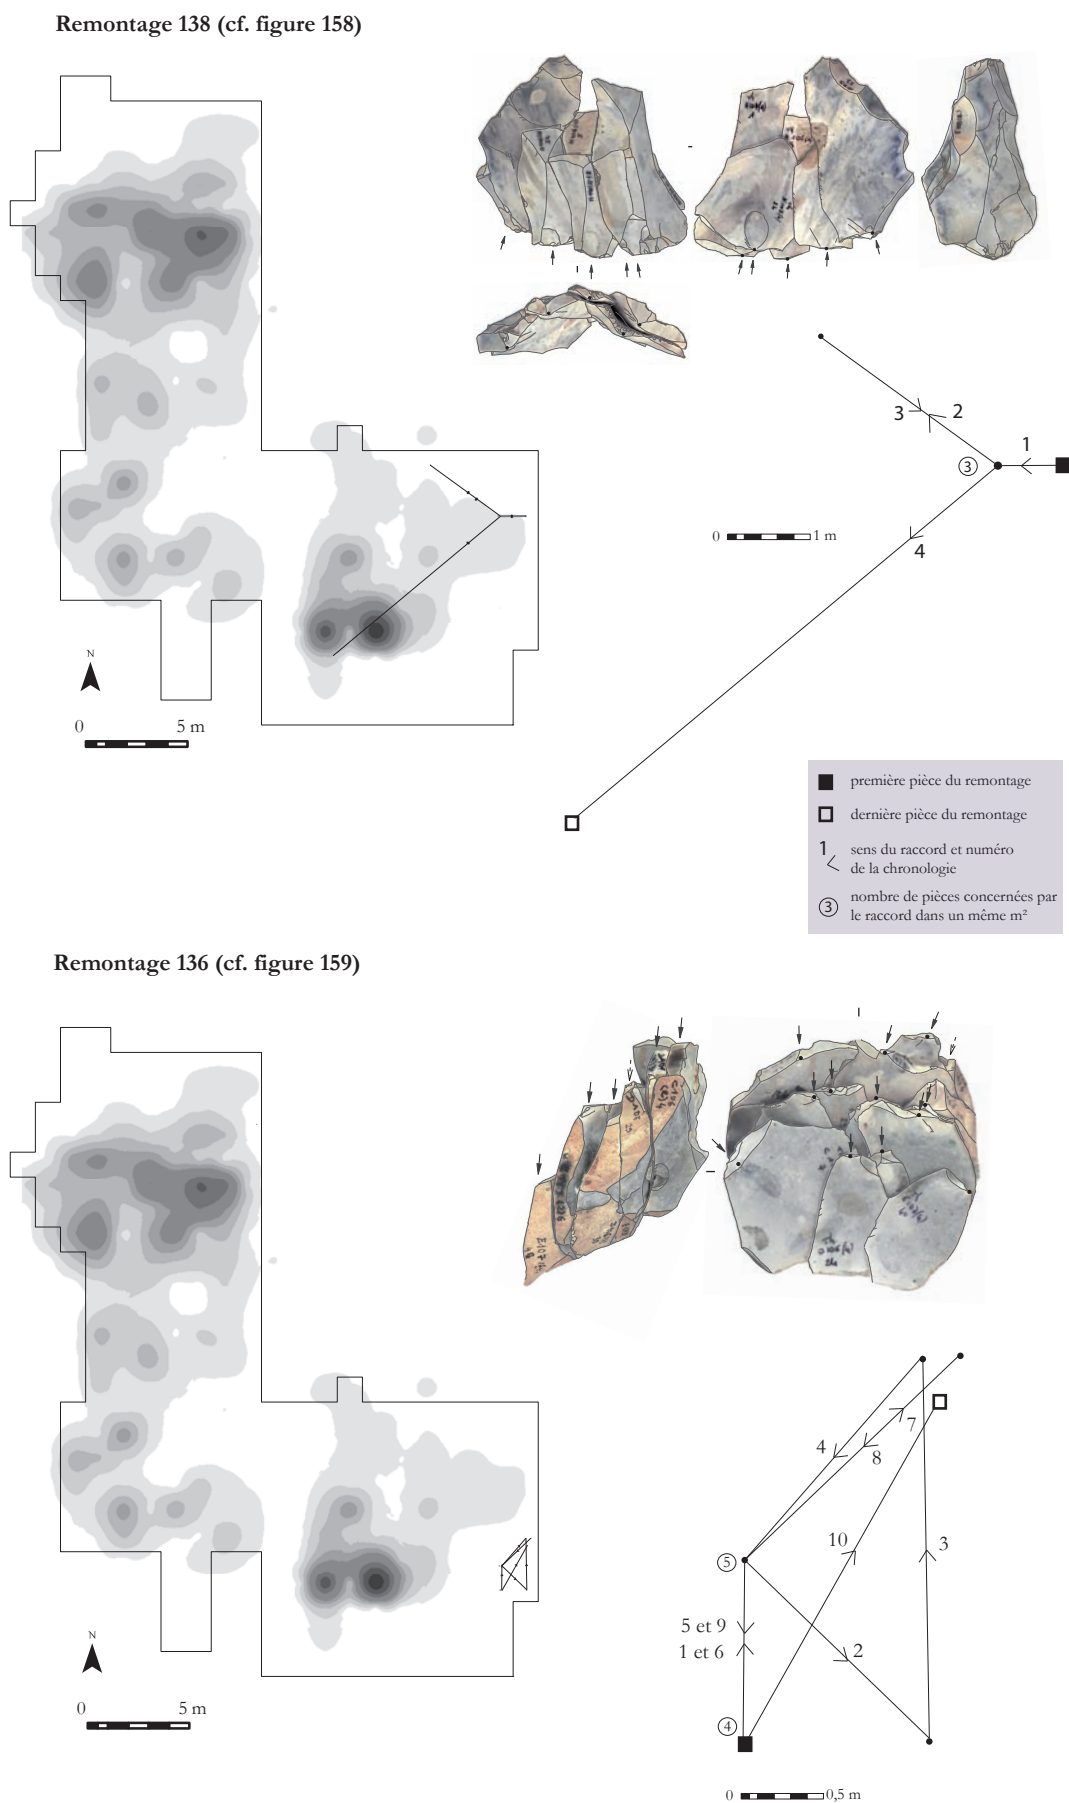 Remontage 138 (cf. figure 158)
3
2
1
3
0
1 m
4
N
0
5 m
première pièce du remontage
dernière pièce du remontage
1
sens du raccord et numéro
de la chronologie
3
nombre de pièces concernées par
le raccord dans un même m²
Remontage 136 (cf. figure 159)
7
4
8
10
3
5
5 et 9
1 et 6
2
4
N
0
5 m
0
0,5 m